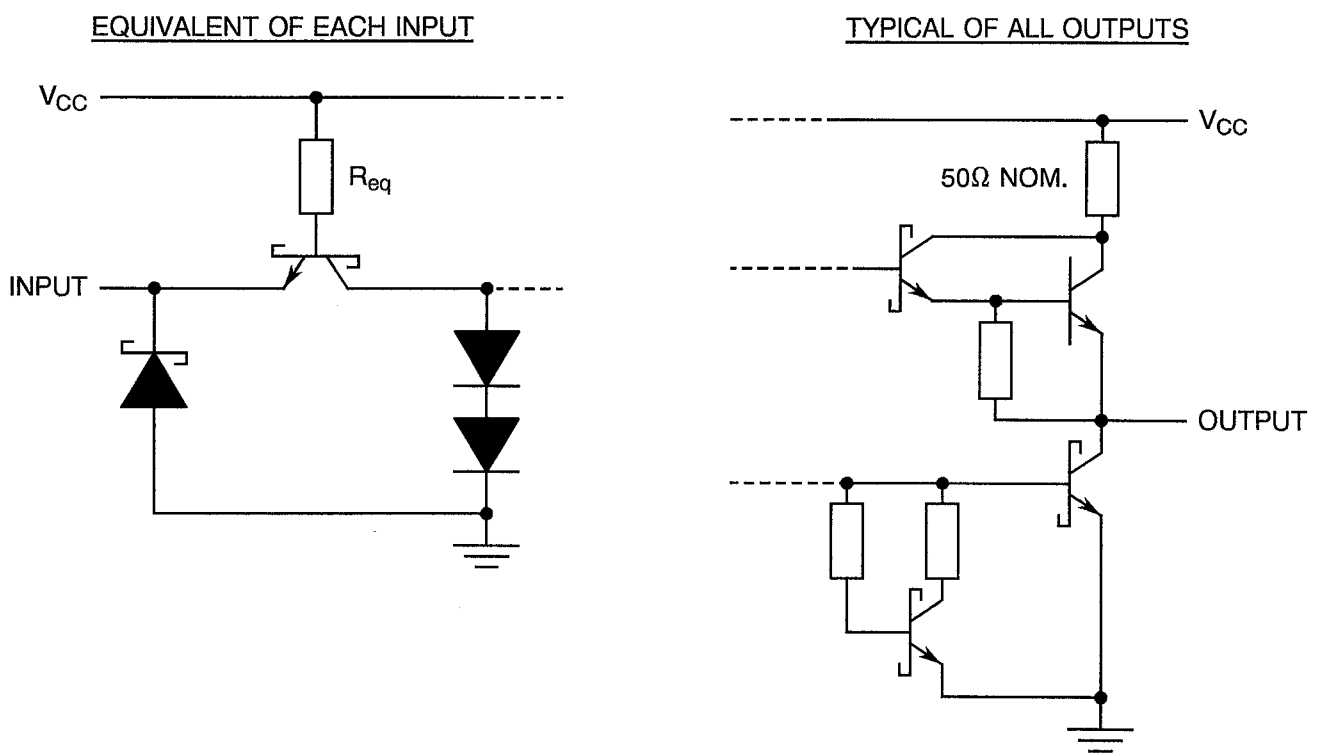 EQUIVALENT OF EACH INPUT
VCC
Req
INPUT
TYPICAL OF ALL OUTPUTS
VCC
50Ω NOM.
OUTPUT